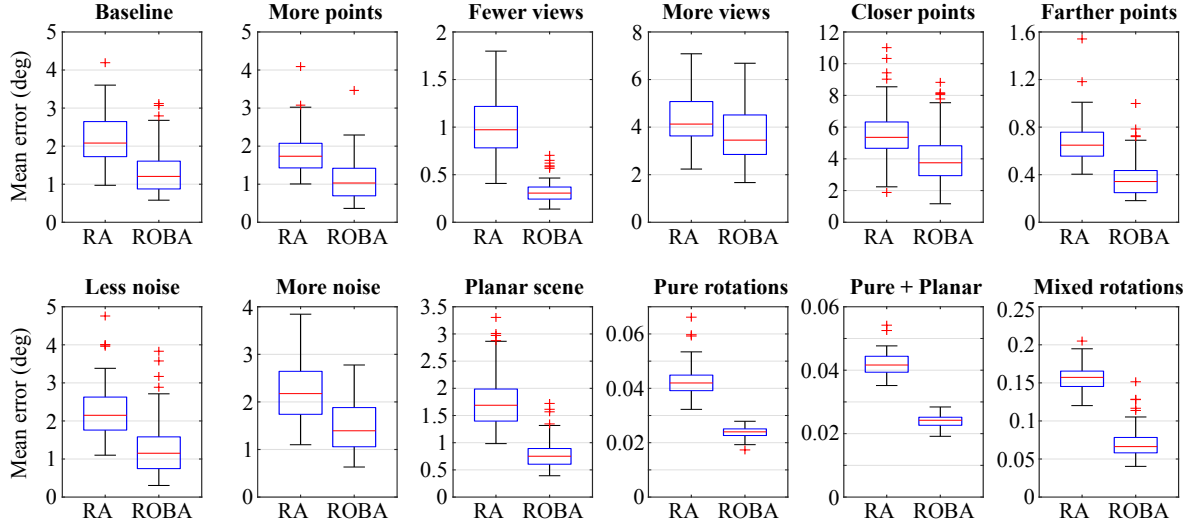 Baseline
More points
Fewer views
More views
Closer points
Farther points
Mean error (deg)
5
4
3
2
1
0
RA ROBA
5
4
3
2
1
0
RA ROBA
2
1.5
1
0.5
0
RA ROBA
8
6
4
2
0
RA ROBA
12
10
8
6
4
2
0
RA ROBA
1.6
1.2
0.8
0.4
0
RA ROBA
Less noise
More noise
Planar scene
Pure rotations
Pure + Planar
Mixed rotations
Mean error (deg)
5
4
3
2
1
0
RA ROBA
4
3
2
1
0
RA ROBA
3.5
3
2.5
2
1.5
1
0.5
0
RA ROBA
0.06
0.04
0.02
0
RA ROBA
0.06
0.04
0.02
0
RA ROBA
0.25
0.2
0.15
0.1
0.05
0
RA ROBA